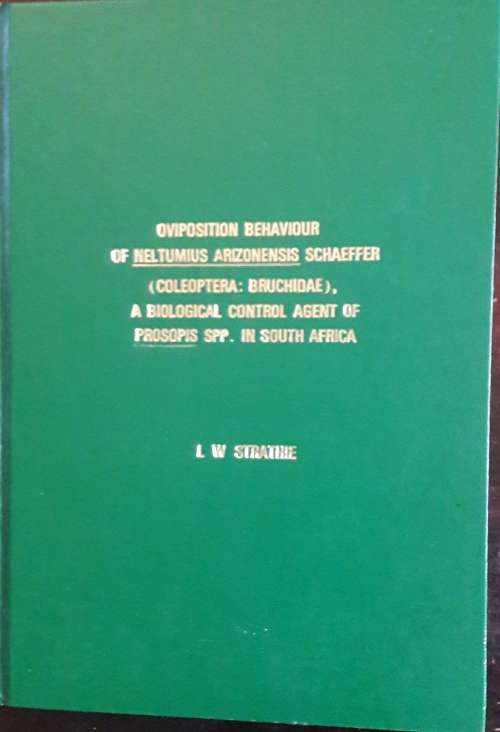 OVIPOSITION BEHAVIOUR
OF NELTUMIUS ARIZONENSIS SCHAEFFER
(COLEOPTERA: BRUCHIDAE),
A BIOLOGICAL CONTROL AGENT OF
PROSOPIS SPP. IN SOUTH AFRICA
L W STRATHIE